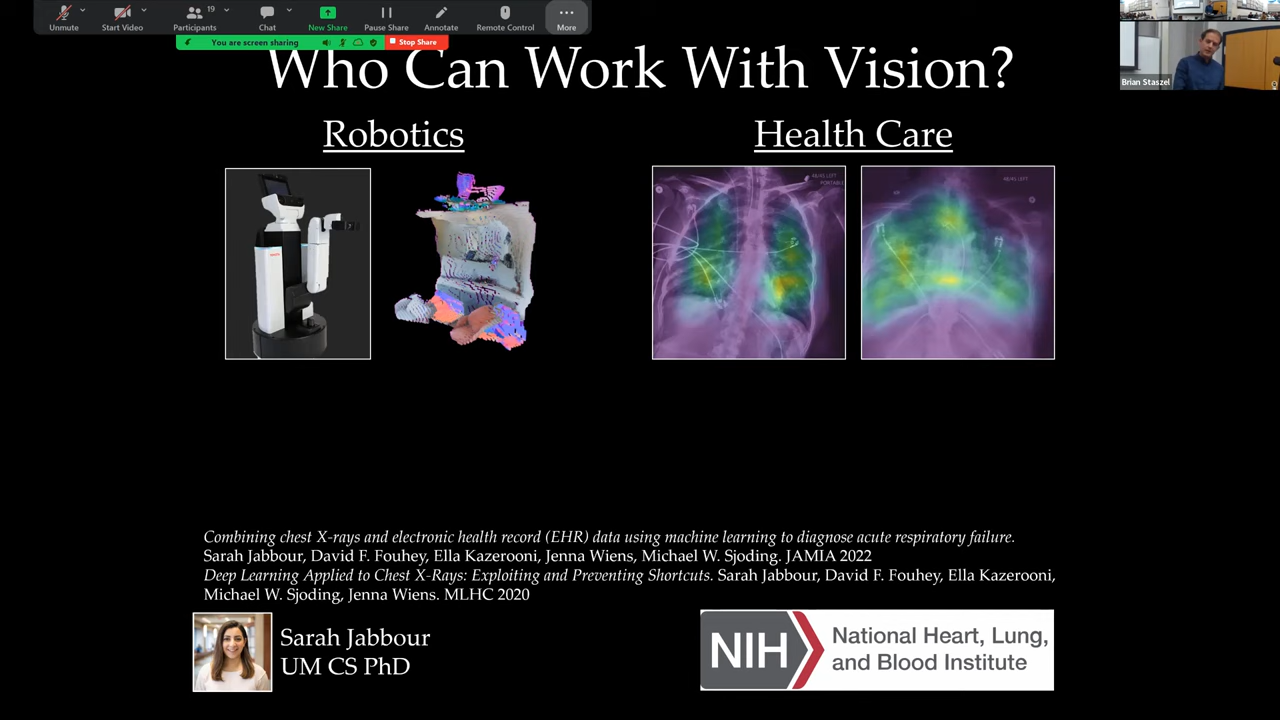 Unmute
Start Video
Participants
19
Chat
New Share
Pause Share
Annotate
Remote Control
More
You are screen sharing
Stop Share
Brian Staszel
Who Can Work With Vision?
Robotics
Health Care
Combining chest X-rays and electronic health record (EHR) data using machine learning to diagnose acute respiratory failure.
Sarah Jabbour, David F. Fouhey, Ella Kazerooni, Jenna Wiens, Michael W. Sjoding. JAMIA 2022
Deep Learning Applied to Chest X-Rays: Exploiting and Preventing Shortcuts. Sarah Jabbour, David F. Fouhey, Ella Kazerooni,
Michael W. Sjoding, Jenna Wiens. MLHC 2020
Sarah Jabbour
UM CS PhD
NIH
National Heart, Lung,
and Blood Institute